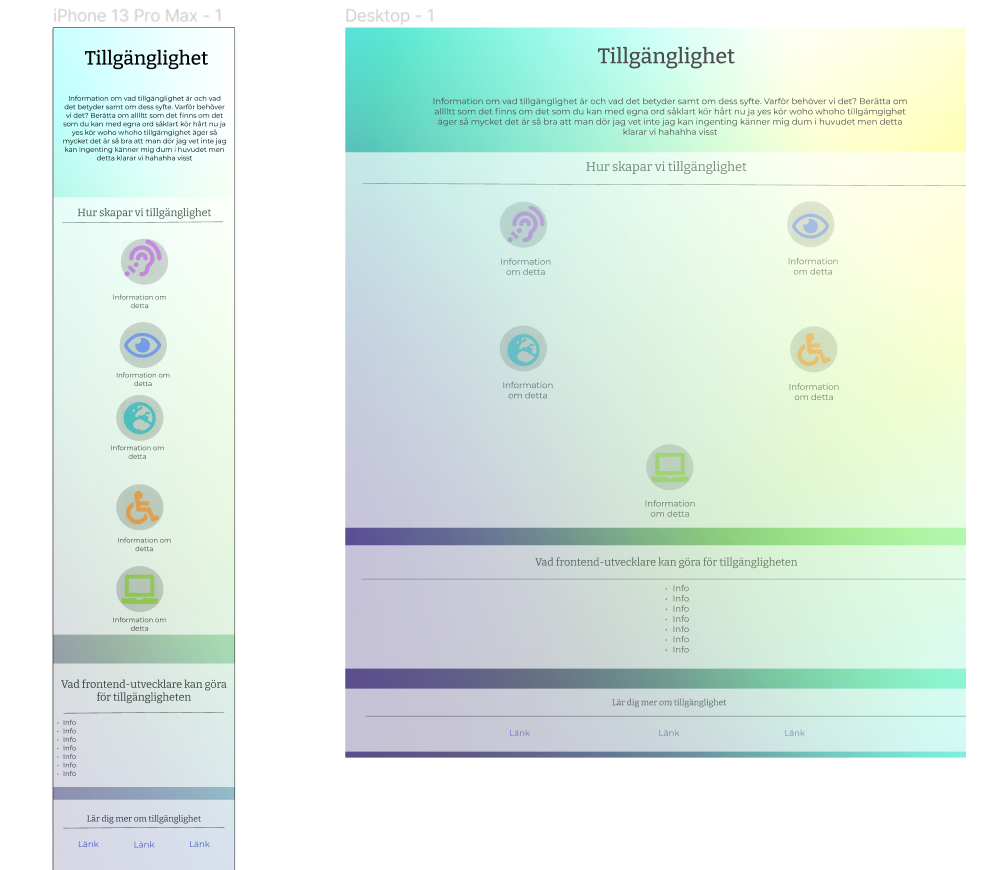 iPhone 13 Pro Max - 1
Tillgänglighet
Information om vad tillgänglighet är och vad
det betyder samt om dess syfte. Varför behöver
vi det? Berätta om alllltt som det finns om det
som du kan med egna ord såklart kör hårt nu ja
yes kör woho whoho tillgämgighet äger så
mycket det är så bra att man dör jag vet inte jag
kan ingenting känner mig dum i huvudet men
detta klarar vi hahahha visst
Hur skapar vi tillgänglighet
Information om
detta
Information om
detta
Information om
detta
Information om
detta
Information om
detta
Vad frontend-utvecklare kan göra
för tillgängligheten
• Info
• Info
• Info
• Info
• Info
• Info
• Info
Lär dig mer om tillgänglighet
Länk Länk Länk
Desktop - 1
Tillgänglighet
Information om vad tillgänglighet är och vad det betyder samt om dess syfte. Varför behöver vi det? Berätta om
alllltt som det finns om det som du kan med egna ord såklart kör hårt nu ja yes kör woho whoho tillgämgighet
äger så mycket det är så bra att man dör jag vet inte jag kan ingenting känner mig dum i huvudet men detta
klarar vi hahahha visst
Hur skapar vi tillgänglighet
Information
om detta
Information
om detta
Information
om detta
Information
om detta
Information
om detta
Vad frontend-utvecklare kan göra för tillgängligheten
• Info
• Info
• Info
• Info
• Info
• Info
• Info
Lär dig mer om tillgänglighet
Länk Länk Länk